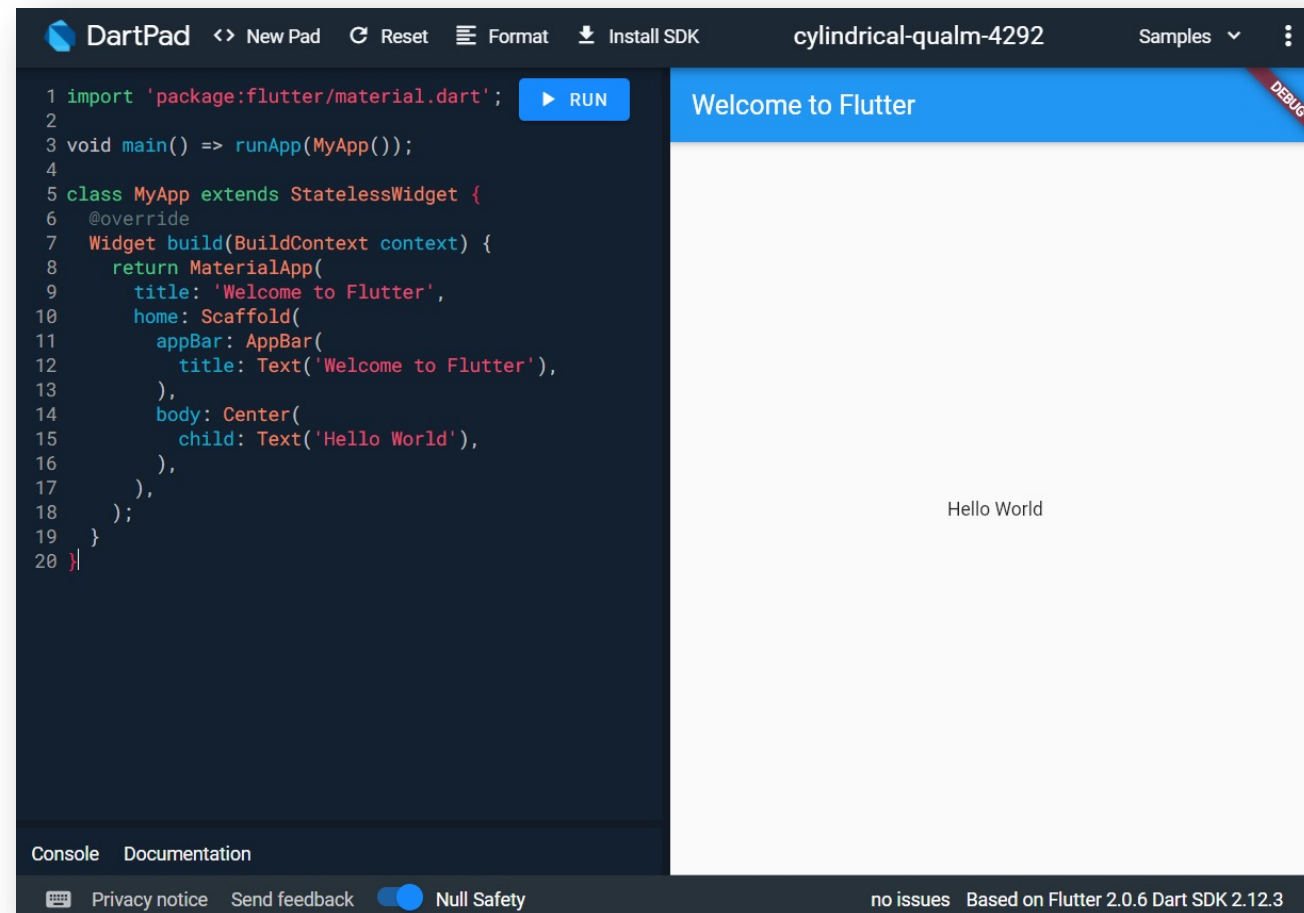 DartPad <> New Pad Reset Format Install SDK cylindrical-qualm-4292 Samples
1 import 'package:flutter/material.dart';
RUN
2
3 void main() => runApp(MyApp());
4
5 class MyApp extends StatelessWidget {
6   @override
7   Widget build(BuildContext context) {
8     return MaterialApp(
9       title: 'Welcome to Flutter',
10       home: Scaffold(
11         appBar: AppBar(
12           title: Text('Welcome to Flutter'),
13         ),
14         body: Center(
15           child: Text('Hello World'),
16         ),
17       ),
18     );
19   }
20 }
Welcome to Flutter
DEBUG
Hello World
Console Documentation
Privacy notice Send feedback Null Safety no issues Based on Flutter 2.0.6 Dart SDK 2.12.3